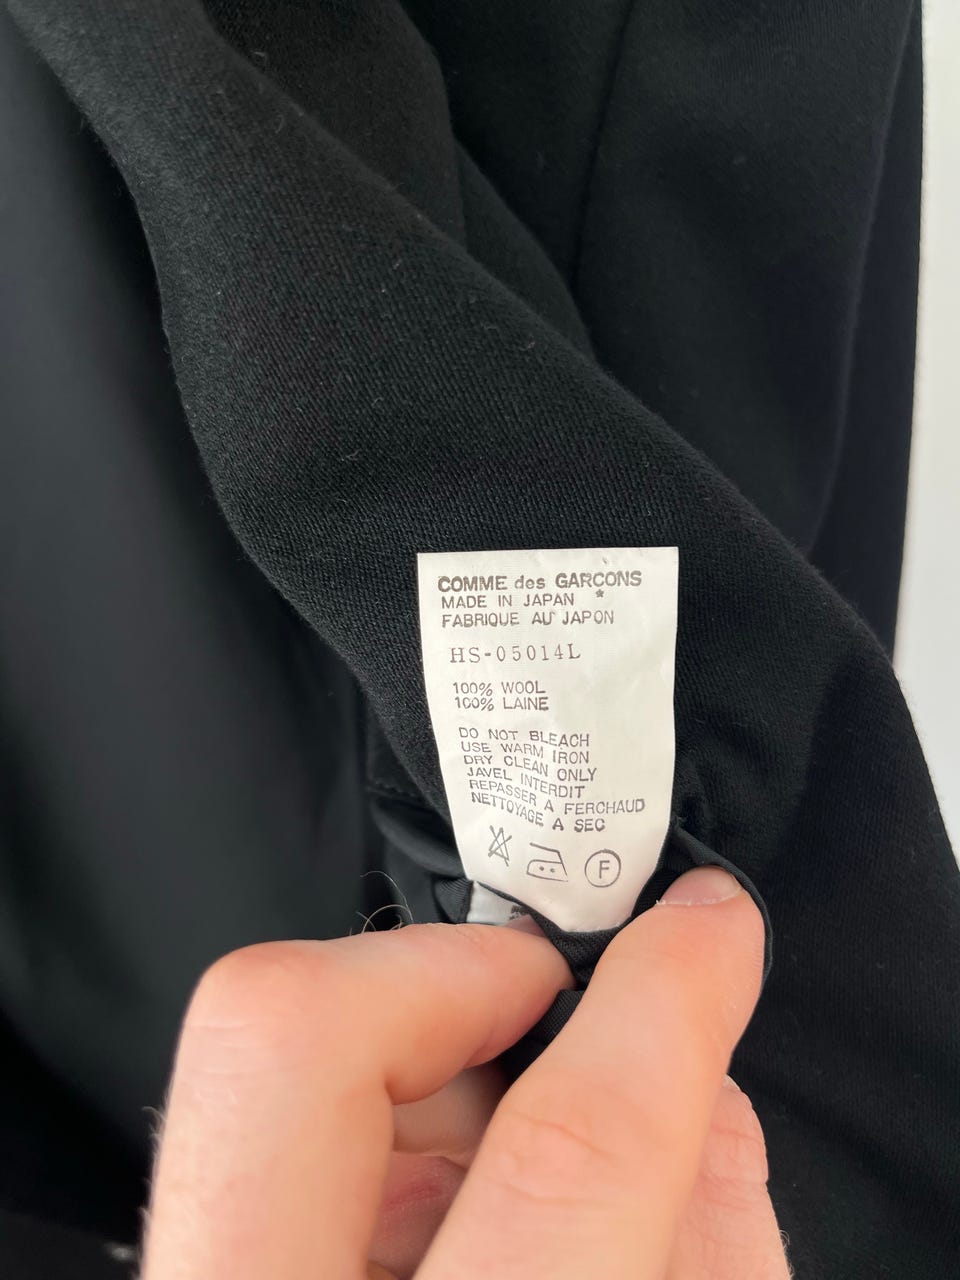 COMME des GARCONS
MADE IN JAPAN *
FABRIQUE AU JAPON
HS-05014L
100% WOOL
100% LAINE
DO NOT BLEACH
USE WARM IRON
DRY CLEAN ONLY
JAVEL INTERDIT
REPASSER A FERCHAUD
NETTOYAGE A SEC
F